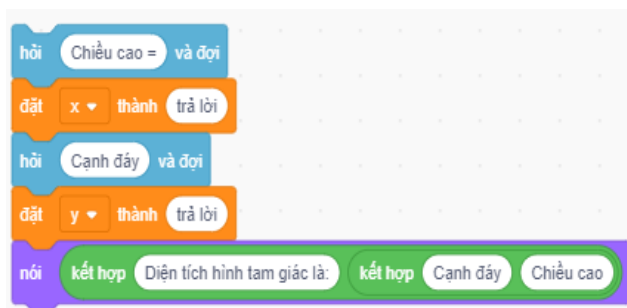 hỏi Chiều cao = và đợi
đặt x thành trả lời
hỏi Cạnh đáy và đợi
đặt y thành trả lời
nói kết hợp Diện tích hình tam giác là: kết hợp Cạnh đáy Chiều cao